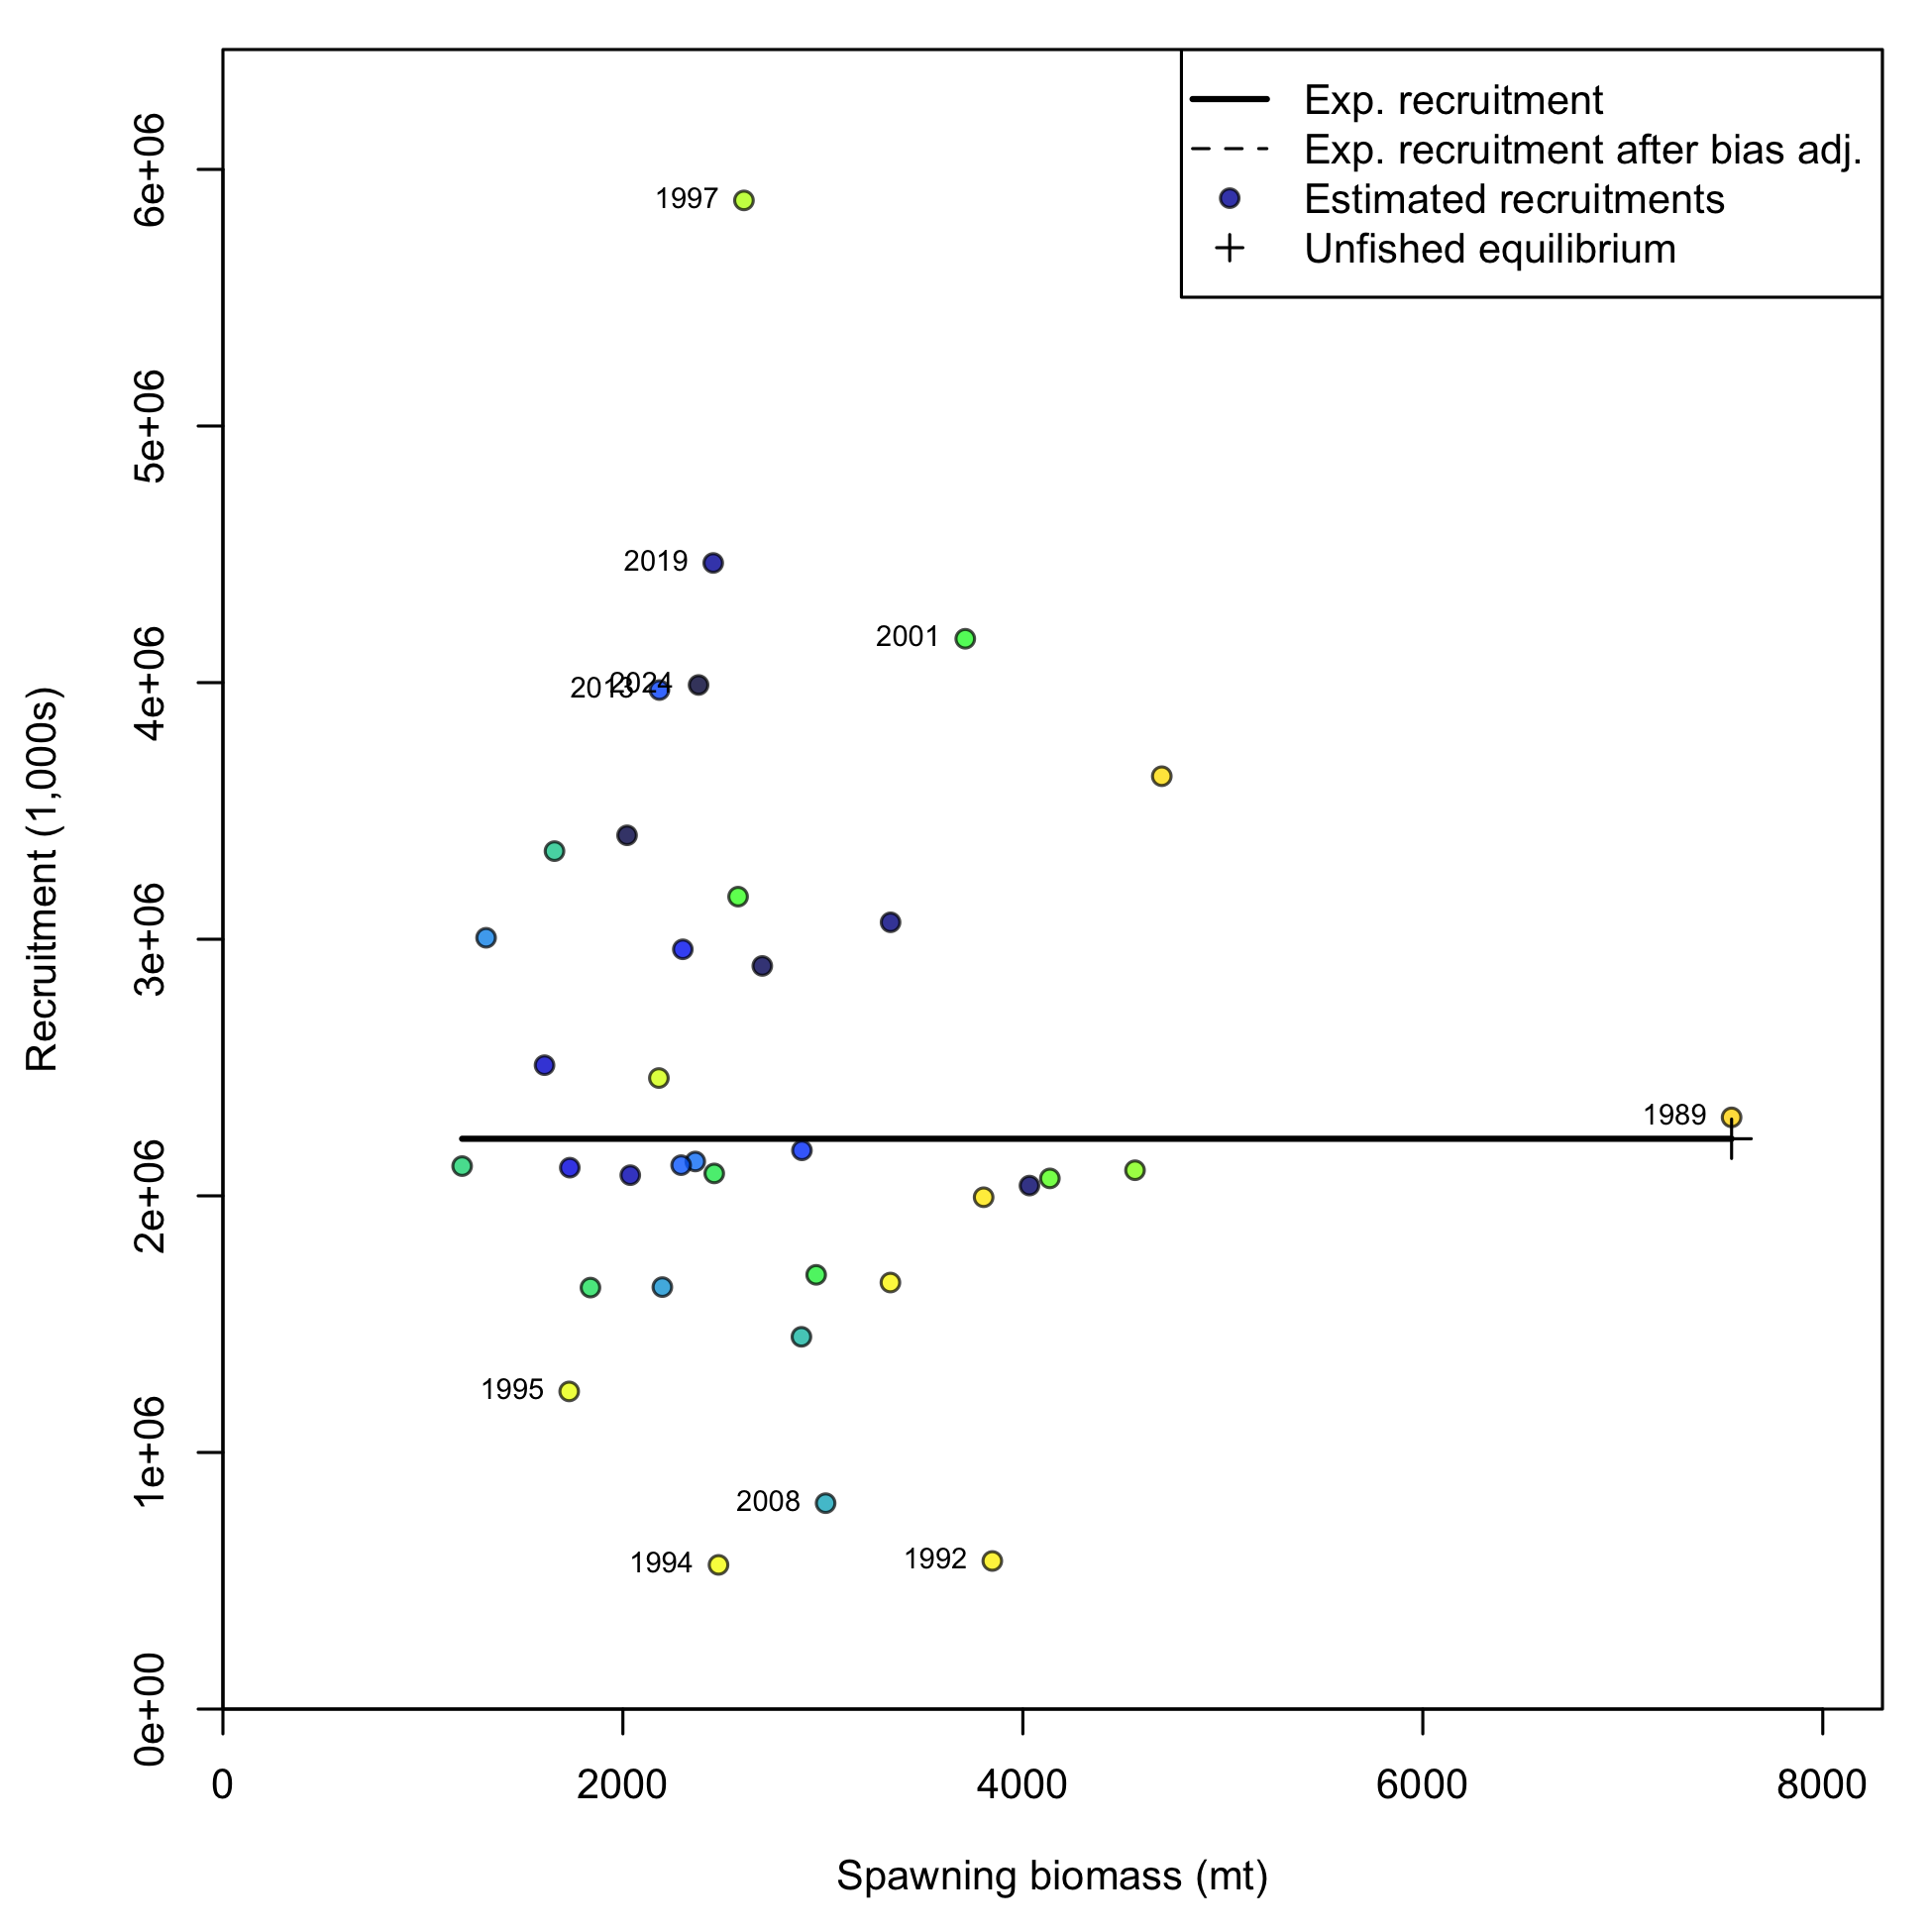 Exp. recruitment
Exp. recruitment after bias adj.
Estimated recruitments
Unfished equilibrium
6e+06
5e+06
4e+06
3e+06
2e+06
1e+06
0e+00
Recruitment (1,000s)
1997
2019
2001
2024
2013
1989
1995
2008
1992
1994
0
2000
4000
6000
8000
Spawning biomass (mt)